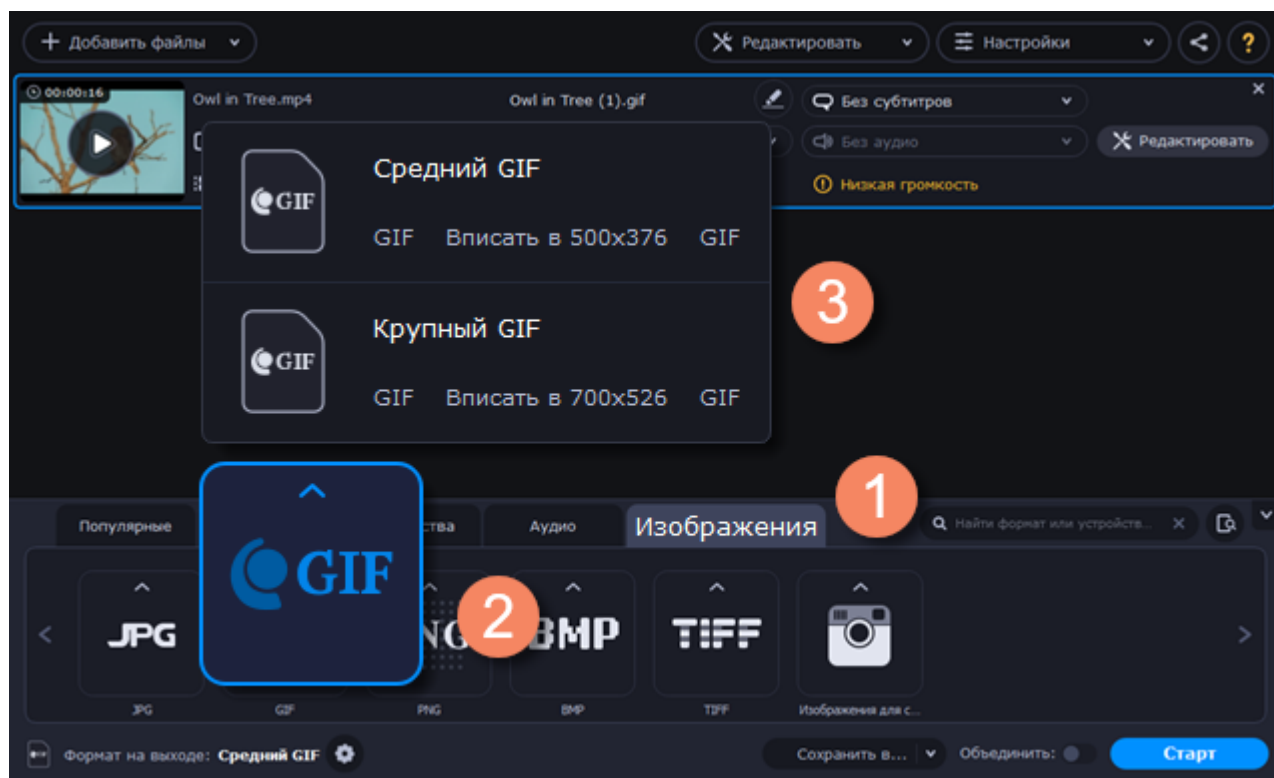 Добавить файлы
Редактировать
Настройки
?
00:00:16
Owl in Tree.mp4
Owl in Tree (1).gif
Без субтитров
Без аудио
Редактировать
Низкая громкость
GIF
Средний GIF
GIF Вписать в 500x376 GIF
3
GIF
Крупный GIF
GIF Вписать в 700x526 GIF
1
Популярные
ства
Аудио
Изображения
Найти формат или устройств...
JPG
GIF
NG
2
BMP
TIFF
JPG
GIF
PNG
BMP
TIFF
Изображения для с...
Формат на выходе: Средний GIF
Сохранить в...
Объединить:
Старт